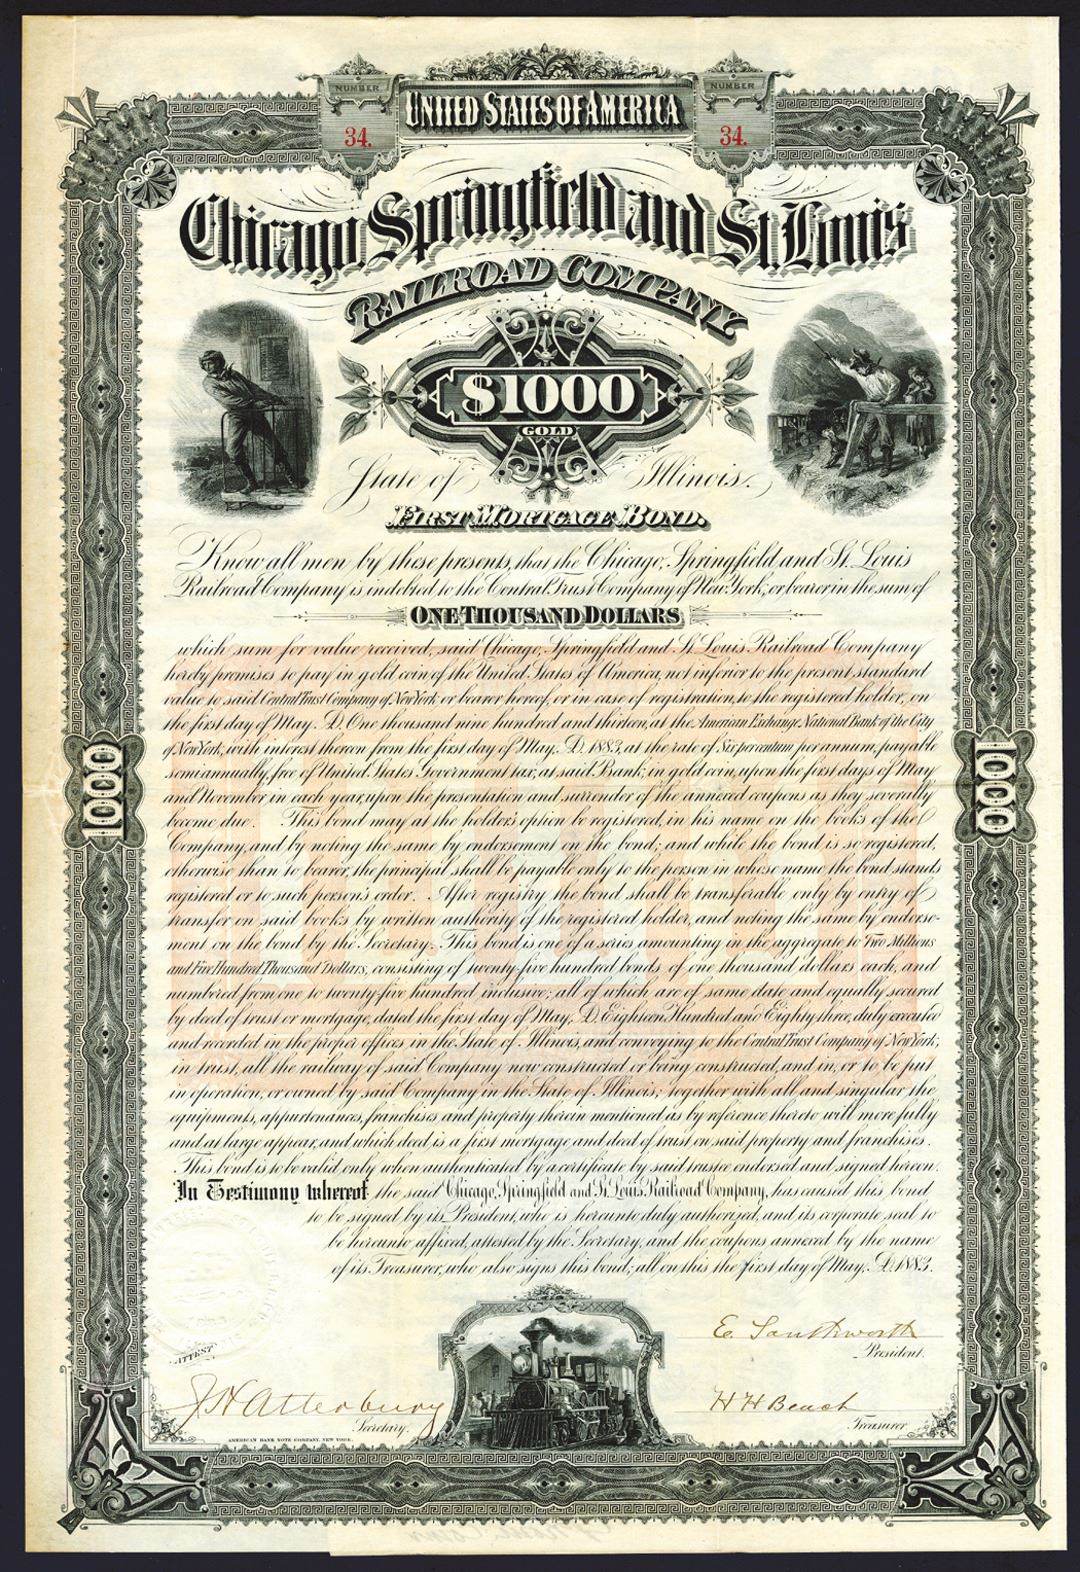 NUMBER
34.
UNITED STATES OF AMERICA
NUMBER
34.
Chicago, Springfield and St. Louis
RAILROAD COMPANY
$1000
GOLD
State of Illinois.
FIRST MORTGAGE BOND.
Know all men by these presents, that the Chicago, Springfield and St. Louis
Railroad Company is indebted to the Central Trust Company of New York, or bearer in the sum of
ONE THOUSAND DOLLARS
which sum for value received, said Chicago, Springfield and St. Louis Railroad Company
hereby promises to pay in gold coin of the United States of America, not inferior to the present standard
value to said Central Trust Company of New York or bearer hereof, or in case of registration, to the registered holder, on
the first day of May A.D. One thousand nine hundred and thirteen, at the American Exchange National Bank of the City
of New York, with interest thereon from the first day of May, A.D. 1883, at the rate of Six per centum per annum, payable
semiannually, free of United States Government tax, at said Bank, in gold coin, upon the first days of May
and November in each year, upon the presentation and surrender of the annexed coupons as they severally
become due. This bond may at the holder's option be registered, in his name on the books of the
Company, and by noting the same by endorsement on the bond; and while the bond is so registered,
otherwise than to bearer, the principal shall be payable only to the person in whose name the bond stands
registered or to such person's order. After registry the bond shall be transferable only by entry of
transfer on said books by written authority of the registered holder, and noting the same by endorse-
ment on the bond by the Secretary. This bond is one of a series amounting in the aggregate to Two Millions
and Five Hundred Thousand Dollars, consisting of twenty-five hundred bonds of one thousand dollars each, and
numbered from one to twenty-five hundred inclusive; all of which are of same date and equally secured
by deed of trust or mortgage, dated the first day of May, A.D. Eighteen Hundred and Eighty three, duly executed
and recorded in the proper offices in the State of Illinois, and conveying to the Central Trust Company of New York,
in trust, all the railway of said Company now constructed or being constructed, and in, or to be put
in operation, or owned by said Company in the State of Illinois; together with all and singular the
equipments, appurtenances, franchises and property therein mentioned as by reference thereto will more fully
and at large appear, and which deed is a first mortgage and deed of trust on said property and franchises.
This bond is to be valid only when authenticated by a certificate by said trustee endorsed and signed hereon.
In Testimony whereof, the said Chicago, Springfield and St. Louis Railroad Company, has caused this bond
to be signed by its President, who is hereunto duly authorized, and its corporate seal to
be hereunto affixed, attested by the Secretary, and the coupons annexed by the name
of its Treasurer, who also signs this bond; all on this the first day of May, A.D. 1883.
1000
1000
ATTEST
E. Southworth
President.
J H Atterbury
Secretary.
H H Beach
Treasurer.
AMERICAN BANK NOTE COMPANY, NEW YORK.